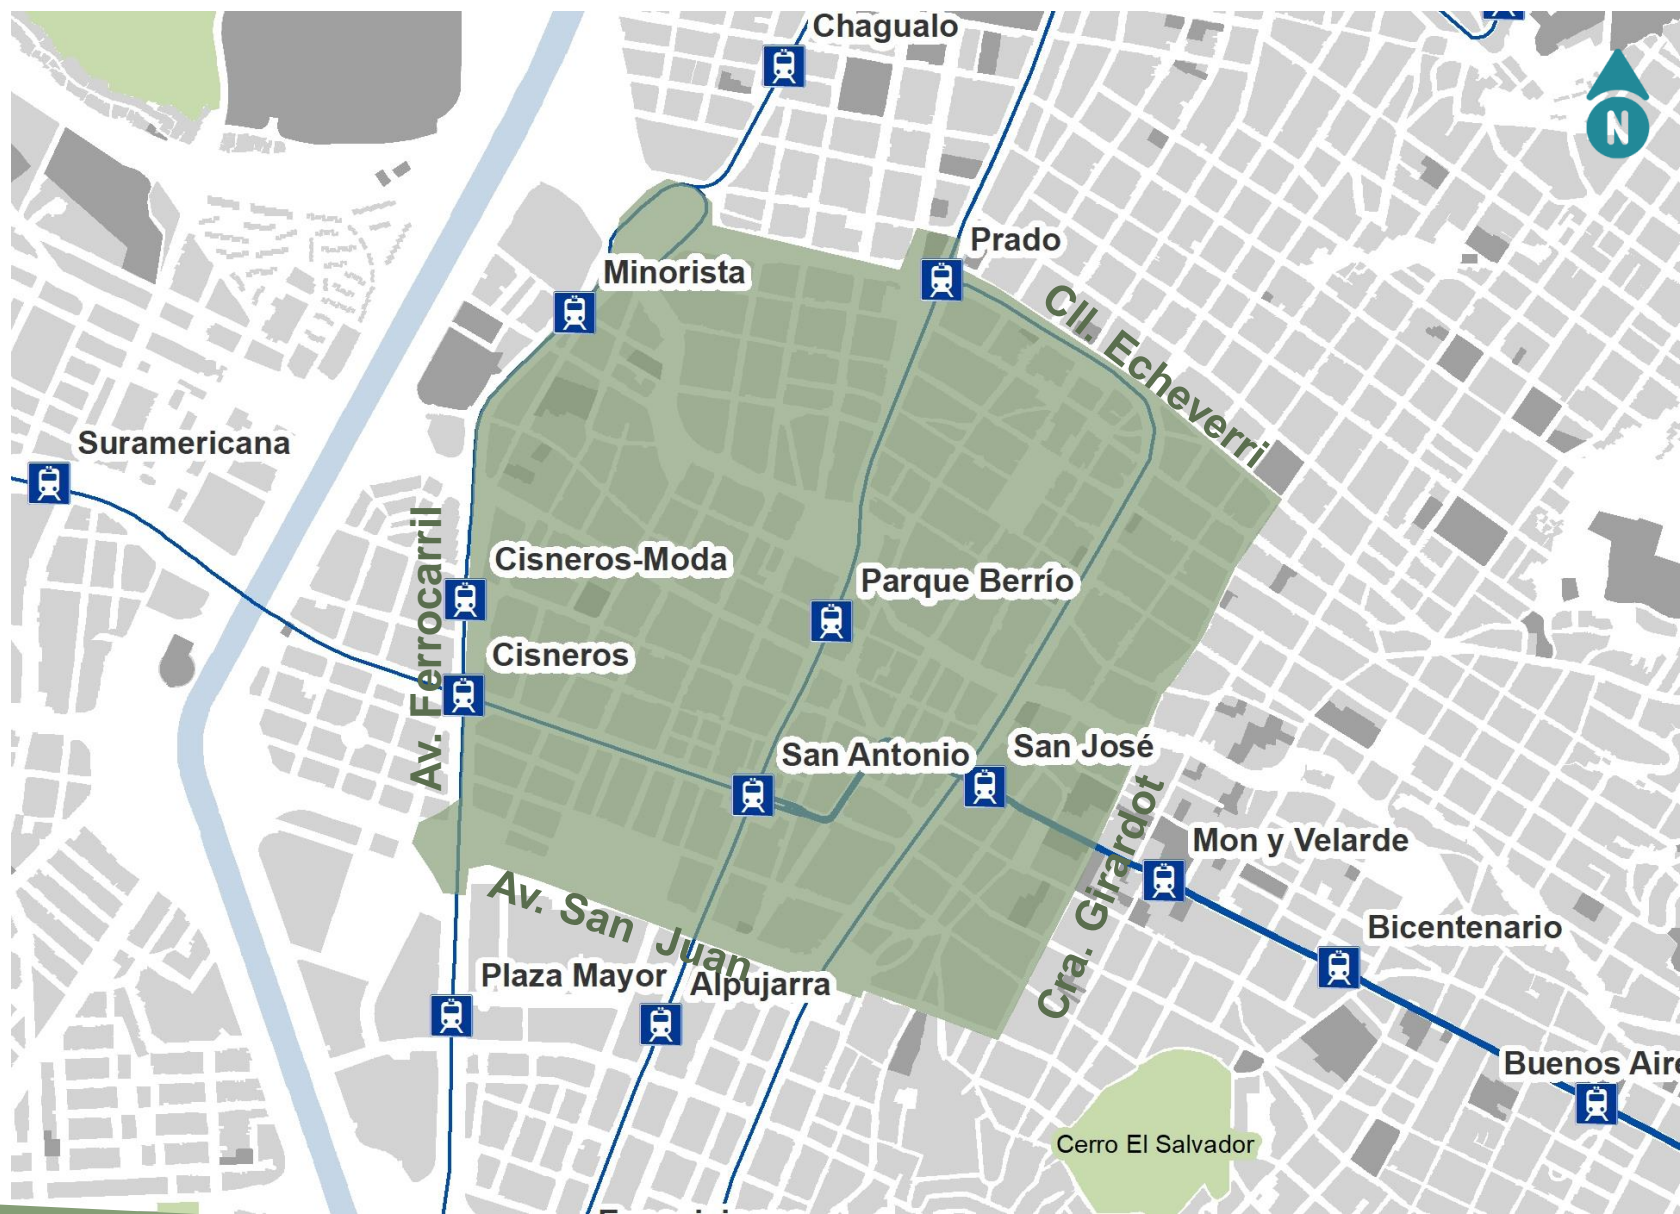 Chagualo
N
Prado
Minorista
Cll. Echeverri
Suramericana
Av. Ferrocarril
Cisneros-Moda
Parque Berrío
Cisneros
San Antonio
San José
Cra. Girardot
Mon y Velarde
Av. San Juan
Bicentenario
Plaza Mayor
Alpujarra
Buenos Aire
Cerro El Salvador